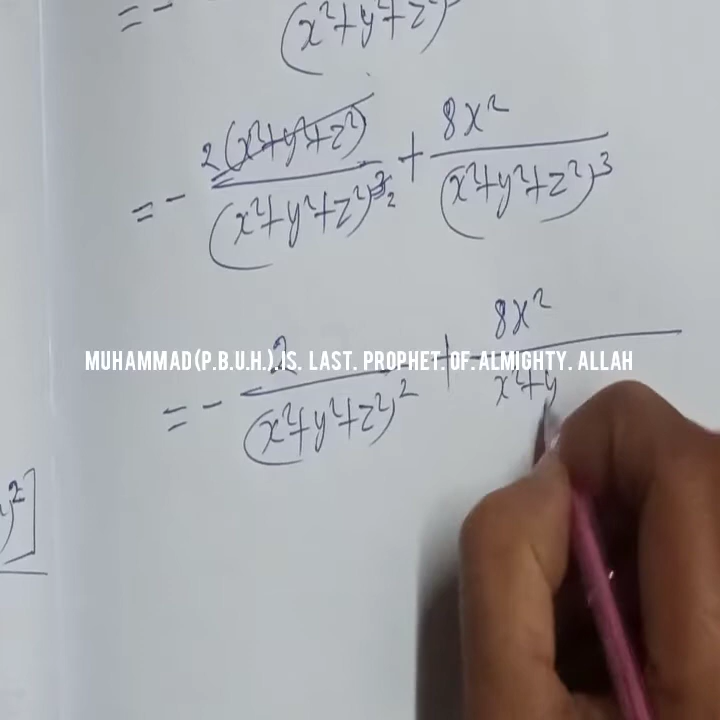 = -
(x²+y²+z²)
2(x²+y²+z²) 8x²
= - ‾‾‾‾‾‾‾‾‾ + ‾‾‾‾‾‾‾‾‾
(x²+y²+z²)³ 2 (x²+y²+z²)³
2 8x²
MUHAMMAD(P.B.U.H.).IS. LAST. PROPHET. OF. ALMIGHTY. ALLAH
= - ‾‾‾‾‾‾‾‾‾ + ‾‾‾‾‾‾‾‾‾
(x²+y²+z²)² x²+y
²]